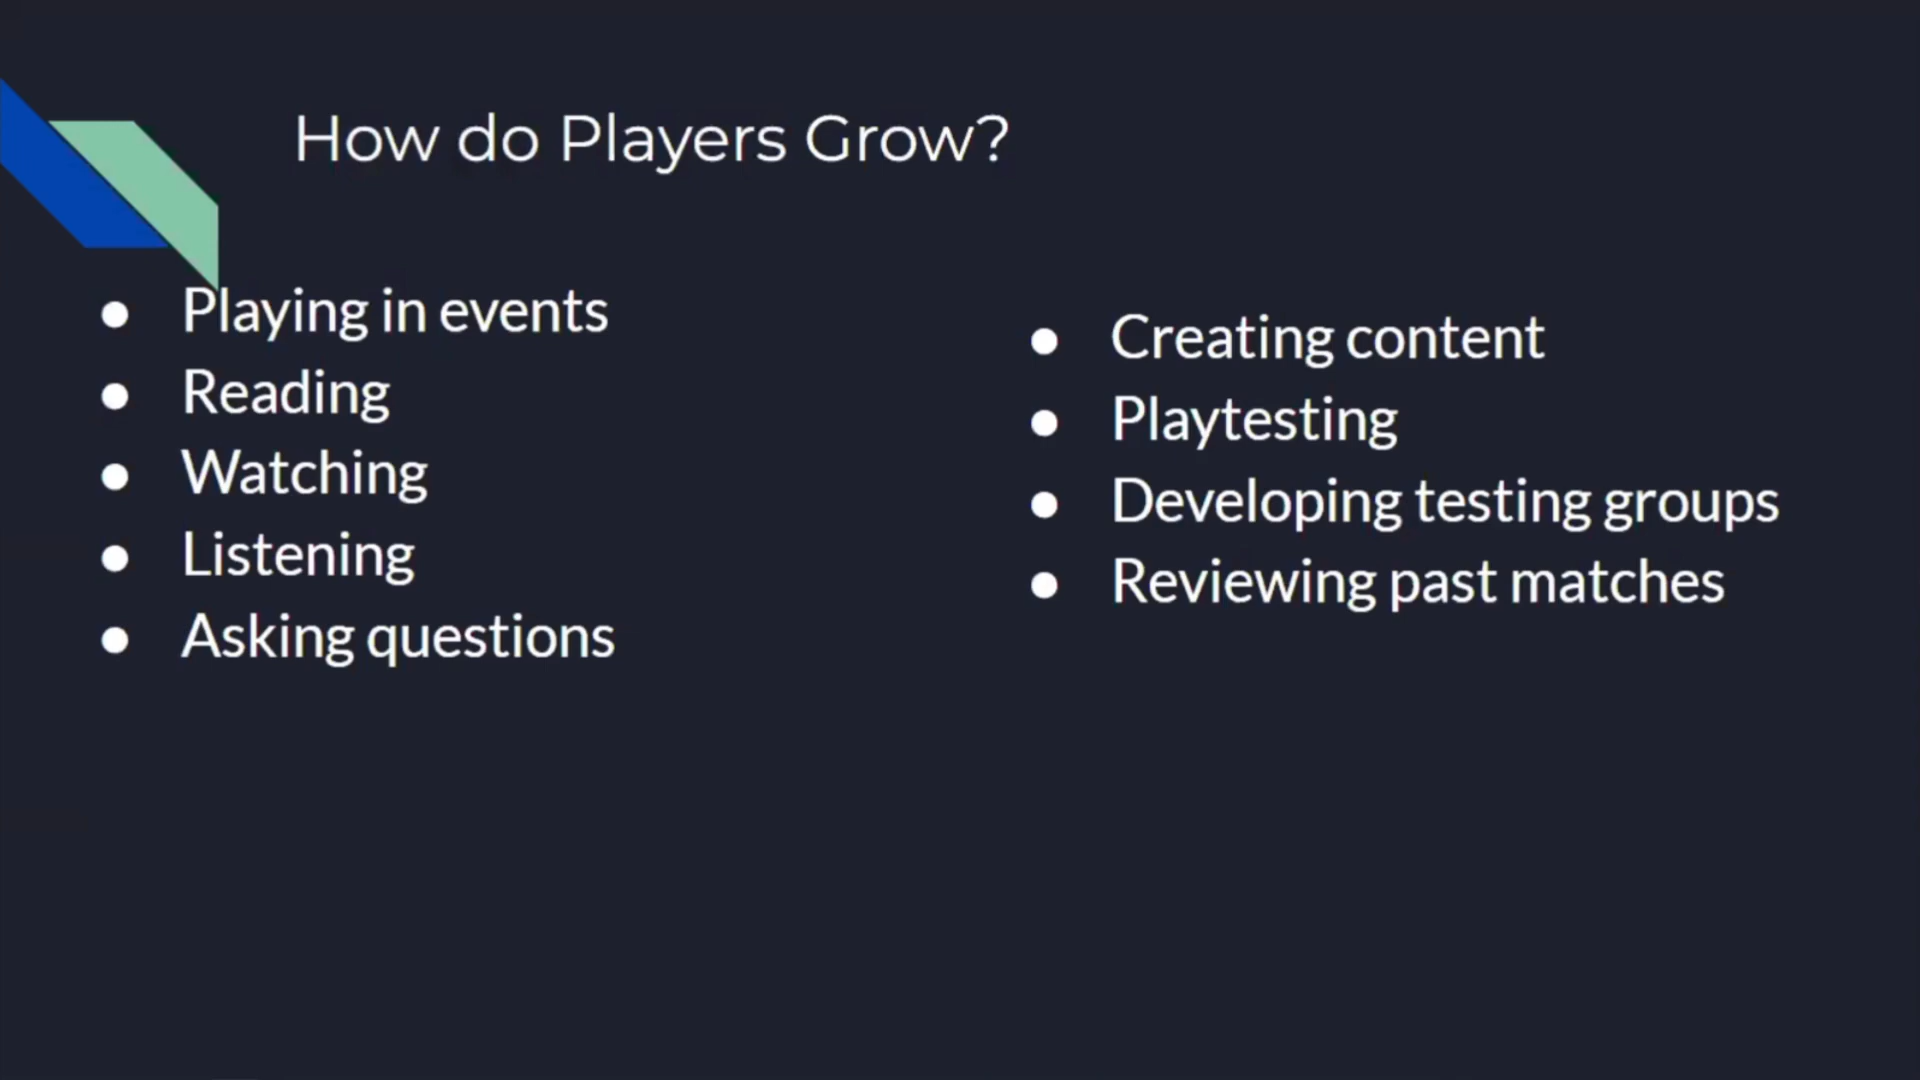 How do Players Grow?
● Playing in events
● Reading
● Watching
● Listening
● Asking questions
● Creating content
● Playtesting
● Developing testing groups
● Reviewing past matches